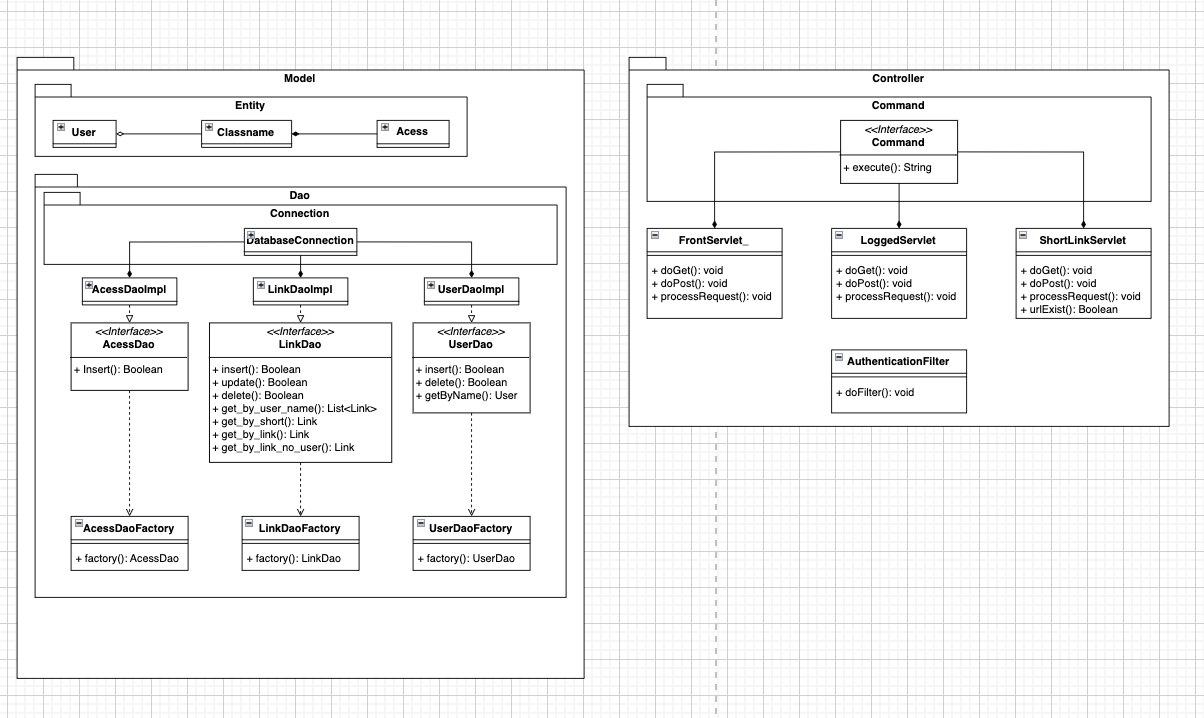 Model
Entity
User
Classname
Acess
Dao
Connection
DatabaseConnection
AcessDaoImpl
LinkDaoImpl
UserDaoImpl
<<Interface>>
AcessDao
+ Insert(): Boolean
<<Interface>>
LinkDao
+ insert(): Boolean
+ update(): Boolean
+ delete(): Boolean
+ get_by_user_name(): List<Link>
+ get_by_short(): Link
+ get_by_link(): Link
+ get_by_link_no_user(): Link
<<Interface>>
UserDao
+ insert(): Boolean
+ delete(): Boolean
+ getByName(): User
AcessDaoFactory
+ factory(): AcessDao
LinkDaoFactory
+ factory(): LinkDao
UserDaoFactory
+ factory(): UserDao
Controller
Command
<<Interface>>
Command
+ execute(): String
FrontServlet_
+ doGet(): void
+ doPost(): void
+ processRequest(): void
LoggedServlet
+ doGet(): void
+ doPost(): void
+ processRequest(): void
ShortLinkServlet
+ doGet(): void
+ doPost(): void
+ processRequest(): void
+ urlExist(): Boolean
AuthenticationFilter
+ doFilter(): void